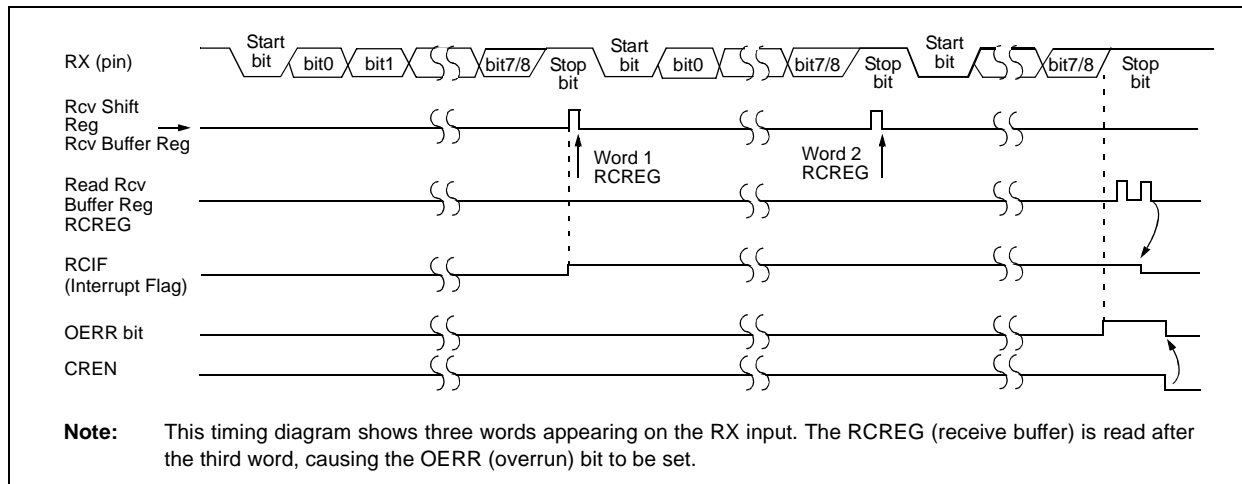 RX (pin)
Start
bit
bit0
bit1
bit7/8
Stop
bit
Start
bit
bit0
bit7/8
Stop
bit
Start
bit
bit7/8
Stop
bit
Rcv Shift
Reg
Rcv Buffer Reg
Word 1
RCREG
Word 2
RCREG
Read Rcv
Buffer Reg
RCREG
RCIF
(Interrupt Flag)
OERR bit
CREN
Note: This timing diagram shows three words appearing on the RX input. The RCREG (receive buffer) is read after
the third word, causing the OERR (overrun) bit to be set.